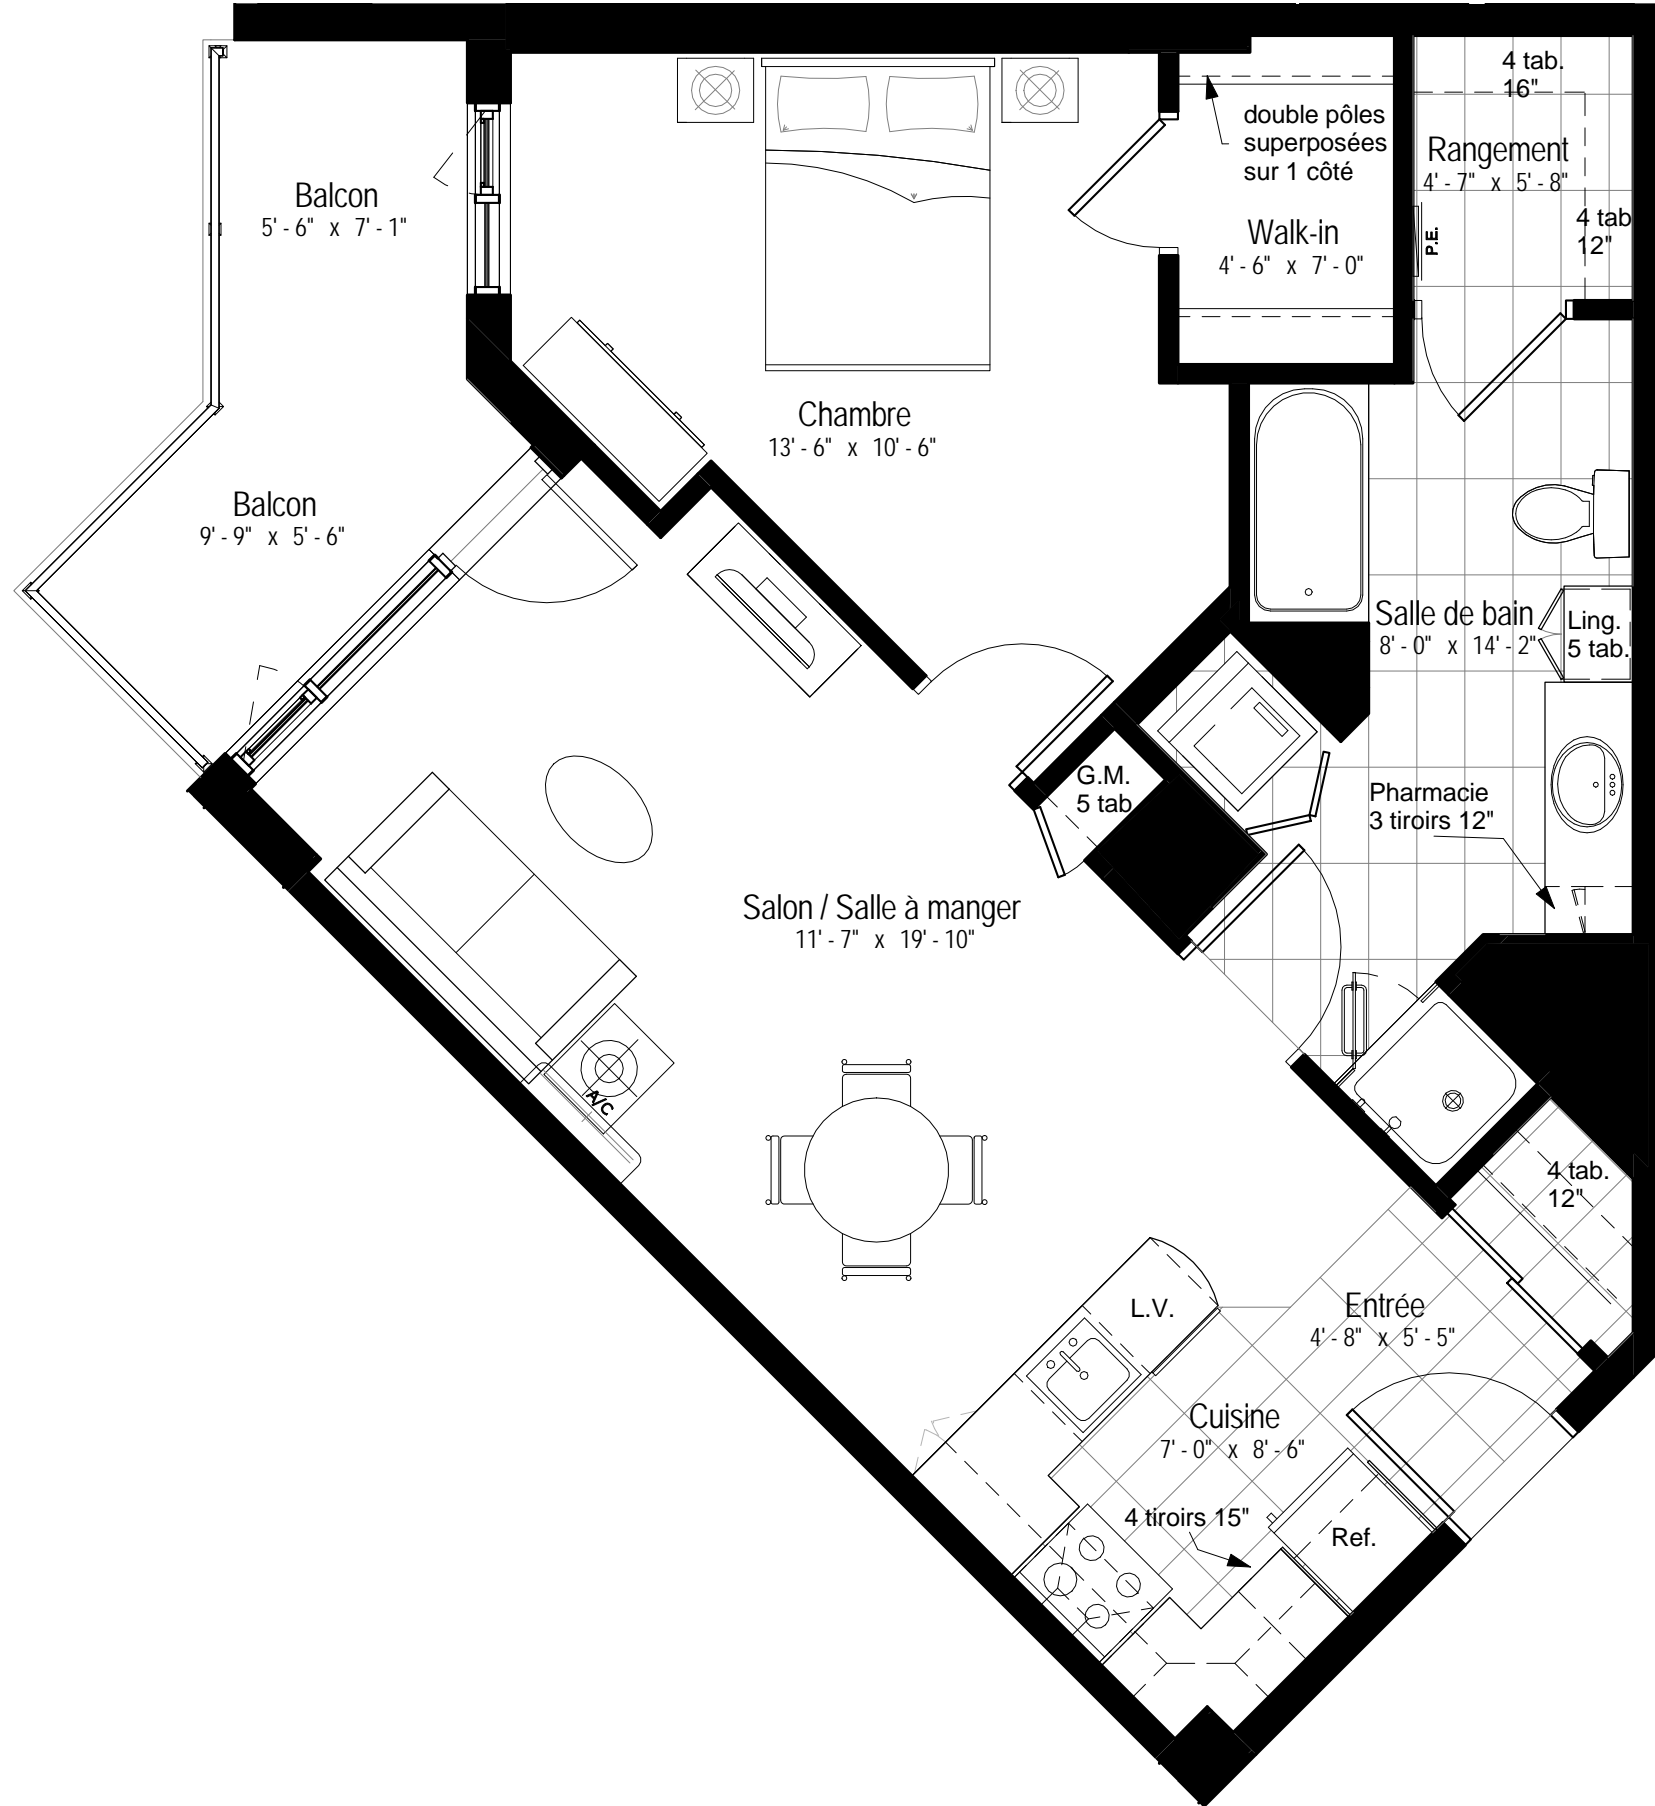 4 tab.
16"
double pôles
superposées
sur 1 côté
Rangement
4' - 7" x 5' - 8"
Balcon
5' - 6" x 7' - 1"
4 tab
12"
P.E.
Walk-in
4' - 6" x 7' - 0"
Chambre
13' - 6" x 10' - 6"
Balcon
9' - 9" x 5' - 6"
Salle de bain
8' - 0" x 14' - 2"
Ling.
5 tab.
G.M.
5 tab
Pharmacie
3 tiroirs 12"
Salon / Salle à manger
11' - 7" x 19' - 10"
A/C
4 tab.
12"
L.V.
Entrée
4' - 8" x 5' - 5"
Cuisine
7' - 0" x 8' - 6"
4 tiroirs 15"
Ref.